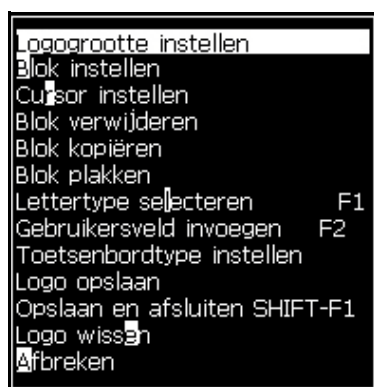 Logogrootte instellen
Blok instellen
Cursor instellen
Blok verwijderen
Blok kopiëren
Blok plakken
Lettertype selecteren F1
Gebruikersveld invoegen F2
Toetsenbordtype instellen
Logo opslaan
Opslaan en afsluiten SHIFT-F1
Logo wissen
Afbreken